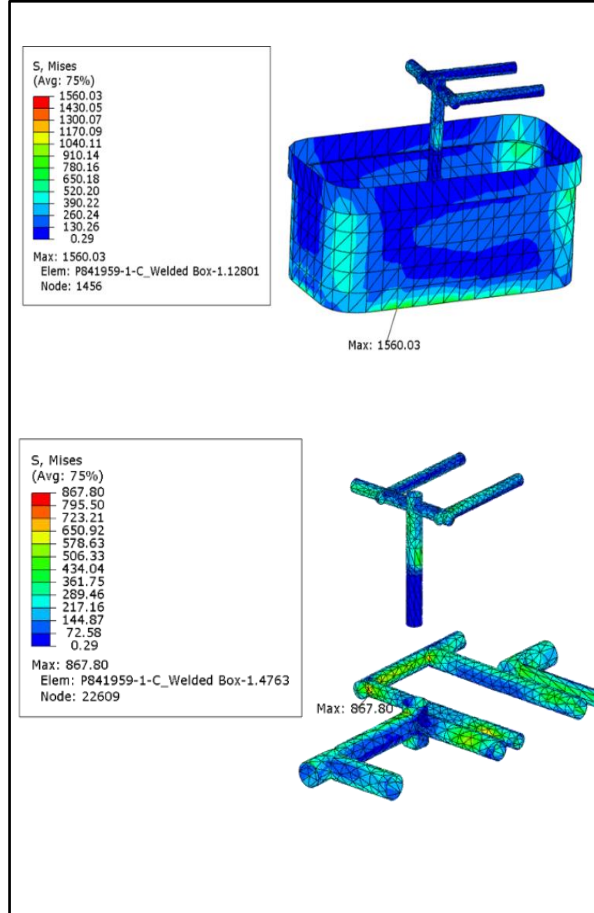 S, Mises
(Avg: 75%)
1560.03
1430.05
1300.07
1170.09
1040.11
910.14
780.16
650.18
520.20
390.22
260.24
130.26
0.29
Max: 1560.03
Elem: P841959-1-C_Welded Box-1.12801
Node: 1456
Max: 1560.03
S, Mises
(Avg: 75%)
867.80
795.50
723.21
650.92
578.63
506.33
434.04
361.75
289.46
217.16
144.87
72.58
0.29
Max: 867.80
Elem: P841959-1-C_Welded Box-1.4763
Node: 22609
Max: 867.80